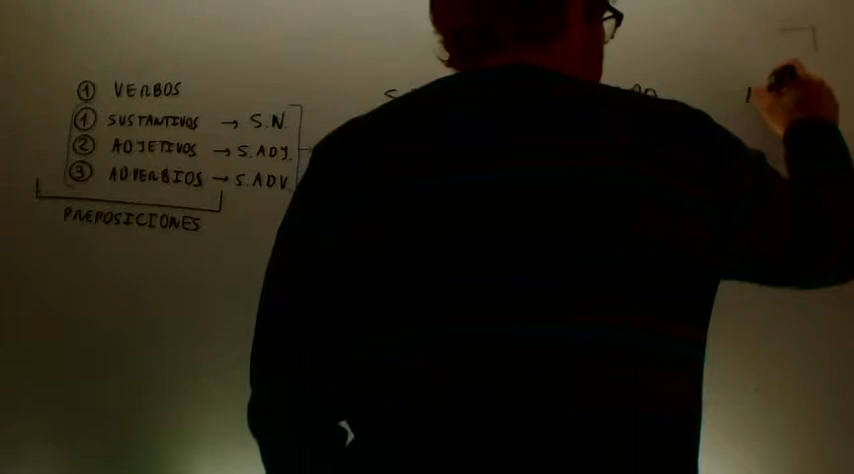 ① VERBOS
① SUSTANTIVOS → S.N.
② ADJETIVOS → S.ADJ.
③ ADVERBIOS → S.ADV.
PREPOSICIONES